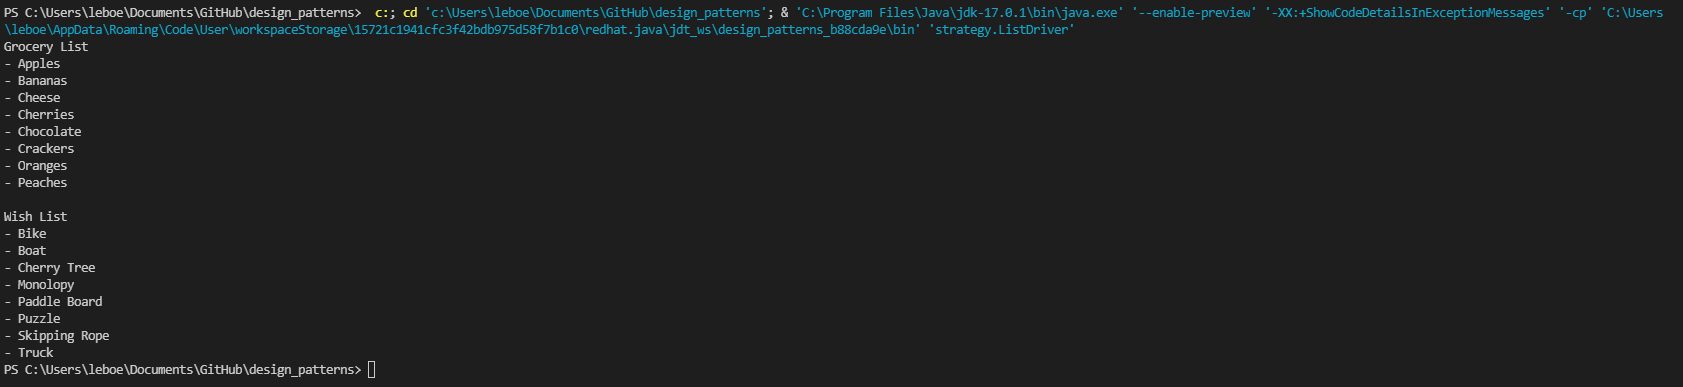 PS C:\Users\leboe\Documents\GitHub\design_patterns>  c:; cd 'c:\Users\leboe\Documents\GitHub\design_patterns'; & 'C:\Program Files\Java\jdk-17.0.1\bin\java.exe' '--enable-preview' '-XX:+ShowCodeDetailsInExceptionMessages' '-cp' 'C:\Users
\leboe\AppData\Roaming\Code\User\workspaceStorage\15721c1941cfc3f42bdb975d58f7b1c0\redhat.java\jdt_ws\design_patterns_b88cda9e\bin' 'strategy.ListDriver'
Grocery List
- Apples
- Bananas
- Cheese
- Cherries
- Chocolate
- Crackers
- Oranges
- Peaches
Wish List
- Bike
- Boat
- Cherry Tree
- Monolopy
- Paddle Board
- Puzzle
- Skipping Rope
- Truck
PS C:\Users\leboe\Documents\GitHub\design_patterns>